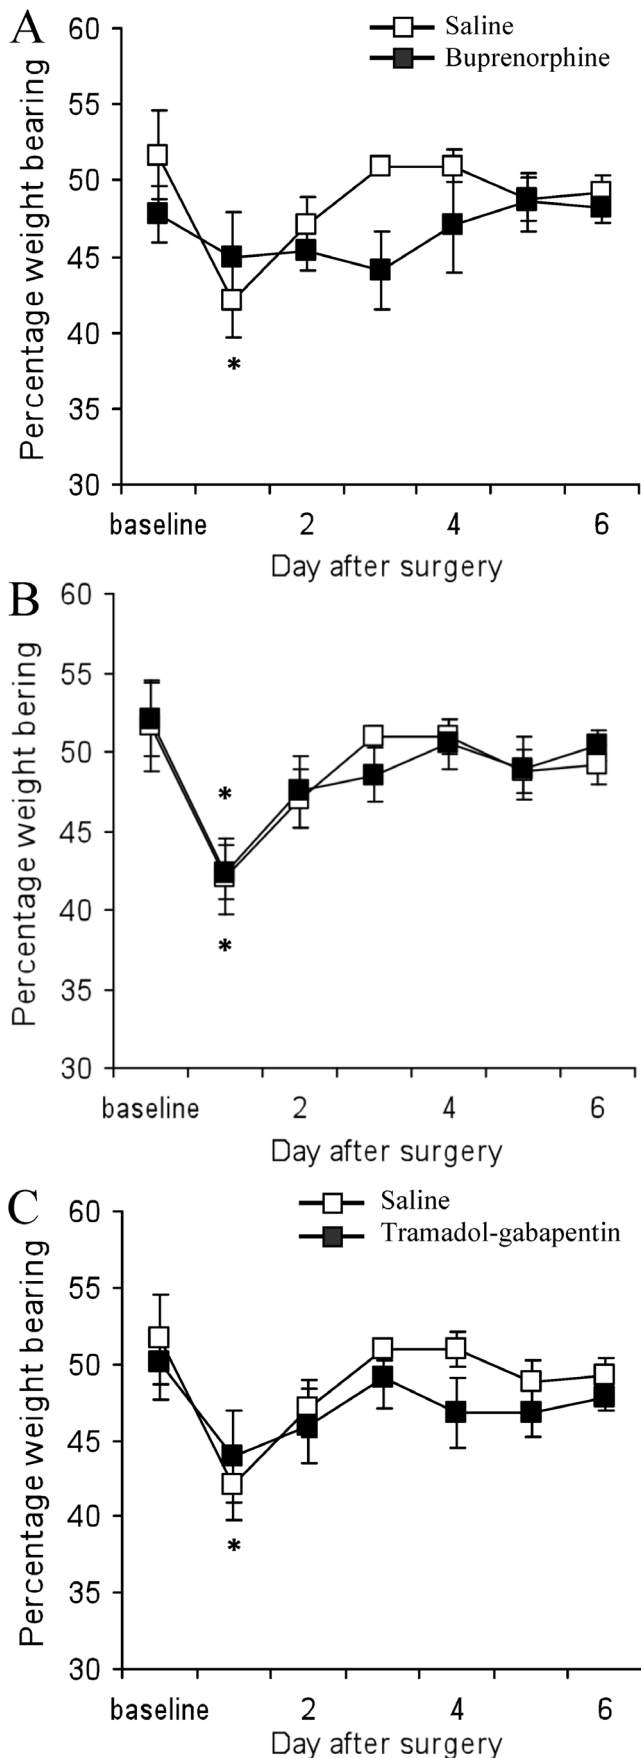 A
Saline
Buprenorphine
Percentage weight bearing
60
55
50
45
40
35
30
*
baseline 2 4 6
Day after surgery
B
Percentage weight bering
60
55
50
45
40
35
30
*
*
baseline 2 4 6
Day after surgery
C
Saline
Tramadol-gabapentin
Percentage weight bearing
60
55
50
45
40
35
30
*
baseline 2 4 6
Day after surgery